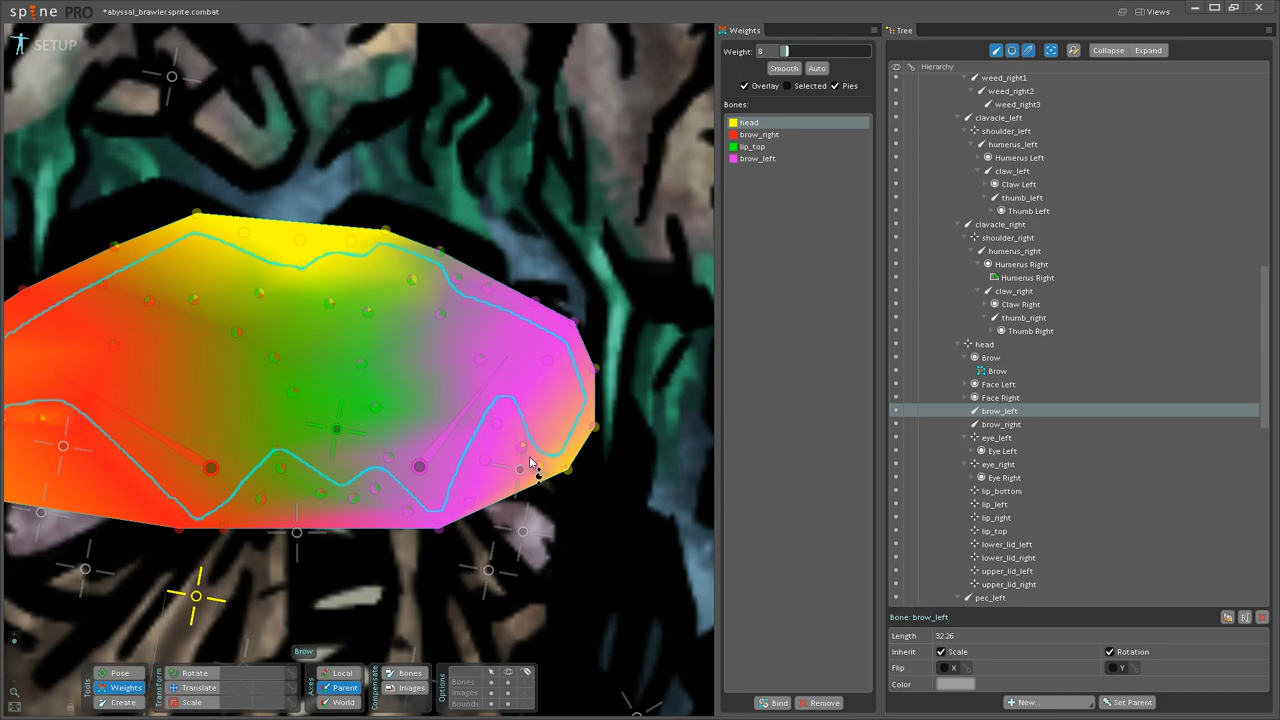 spine PRO
*abyssal_brawler.sprite.combat
Views
SETUP
Weights
Weight:
8
Smooth
Auto
Overlay
Selected
Pies
Bones:
head
brow_right
lip_top
brow_left
Tree
Collapse
Expand
Hierarchy
weed_right1
weed_right2
weed_right3
clavacle_left
shoulder_left
humerus_left
Humerus Left
claw_left
Claw Left
thumb_left
Thumb Left
clavacle_right
shoulder_right
humerus_right
Humerus Right
Humerus Right
claw_right
Claw Right
thumb_right
Thumb Right
head
Brow
Brow
Face Left
Face Right
brow_left
brow_right
eye_left
Eye Left
eye_right
Eye Right
lip_bottom
lip_left
lip_right
lip_top
lower_lid_left
lower_lid_right
upper_lid_left
upper_lid_right
pec_left
Bone: brow_left
Length
32.26
Inherit
Scale
Rotation
Flip
X
Y
Color
New...
Set Parent
Bind
Remove
Brow
Tools
Pose
Weights
Create
Transform
Rotate
Translate
Scale
Axes
Local
Parent
World
Compensate
Bones
Images
Options
Bones
Images
Bounds